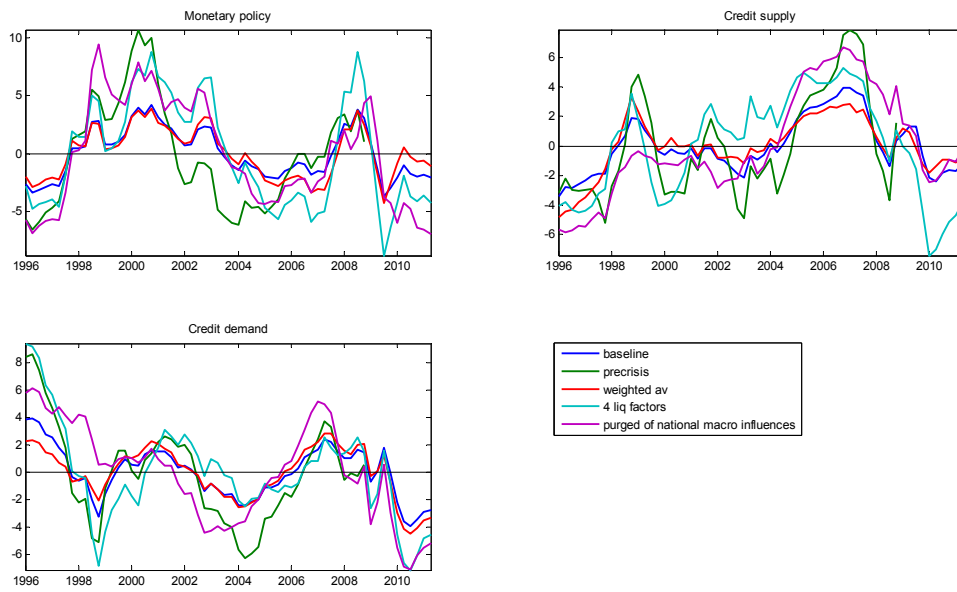 Monetary policy
10
5
0
-5
1996 1998 2000 2002 2004 2006 2008 2010
Credit supply
6
4
2
0
-2
-4
-6
1996 1998 2000 2002 2004 2006 2008 2010
Credit demand
8
6
4
2
0
-2
-4
-6
1996 1998 2000 2002 2004 2006 2008 2010
baseline
precrisis
weighted av
4 liq factors
purged of national macro influences